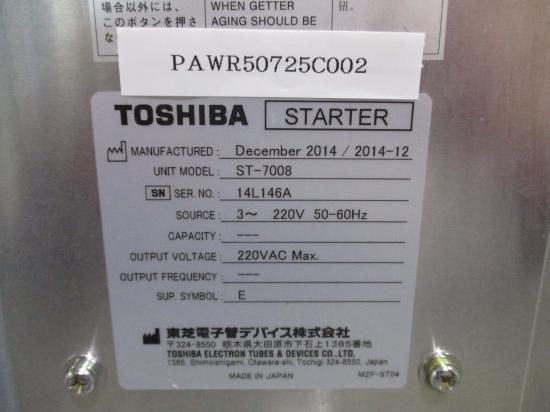 場合以外には、
このボタンを押さ
ない
WHEN GETTER
AGING SHOULD BE
钮。
PAWR50725C002
TOSHIBA STARTER
MANUFACTURED: December 2014 / 2014-12
UNIT MODEL: ST-7008
SN SER. NO.: 14L146A
SOURCE: 3～ 220V 50-60Hz
CAPACITY: ---
OUTPUT VOLTAGE: 220VAC Max.
OUTPUT FREQUENCY: ---
SUP. SYMBOL: E
東芝電子管デバイス株式会社
〒324-8550 栃木県大田原市下石上1385番地
TOSHIBA ELECTRON TUBES & DEVICES CO., LTD.
1385, Shimoishigami, Otawara-shi, Tochigi 324-8550, Japan
MADE IN JAPAN
MZF-ST04